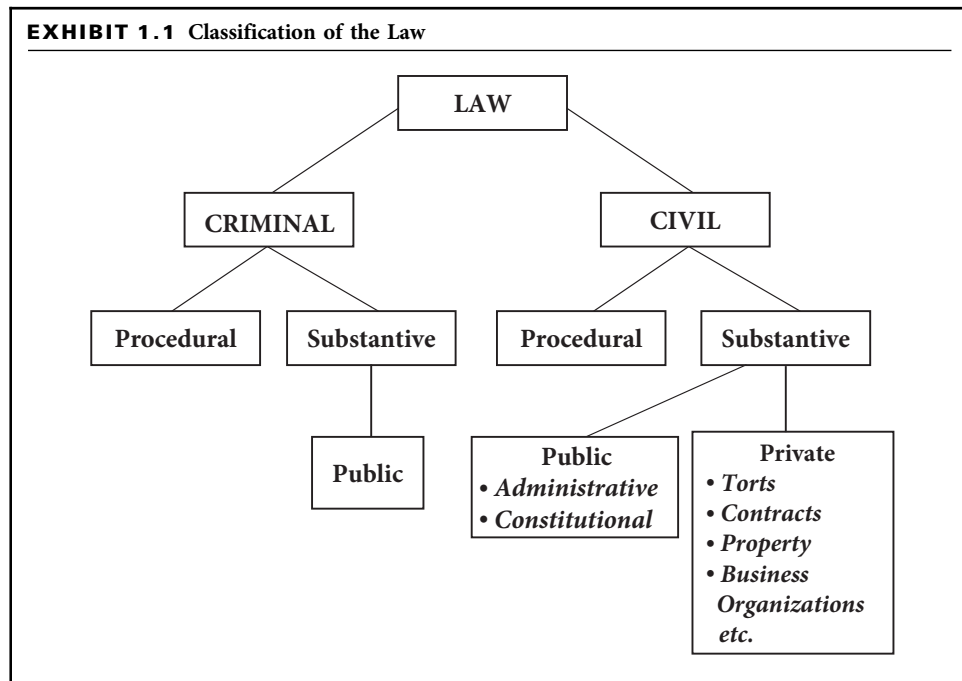 EXHIBIT 1.1 Classification of the Law
LAW
CRIMINAL
CIVIL
Procedural
Substantive
Procedural
Substantive
Public
Public
• Administrative
• Constitutional
Private
• Torts
• Contracts
• Property
• Business
Organizations
etc.